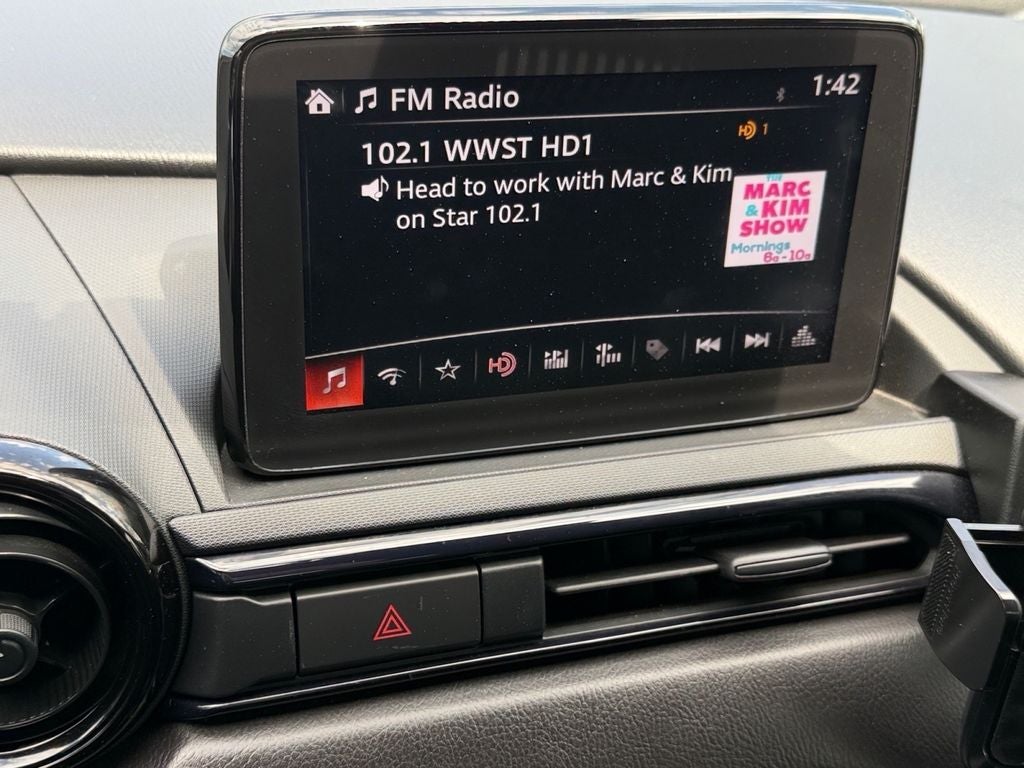 FM Radio
1:42
HD 1
102.1 WWST HD1
Head to work with Marc & Kim
on Star 102.1
THE
MARC
& KIM
SHOW
Mornings
6a-10a
HD